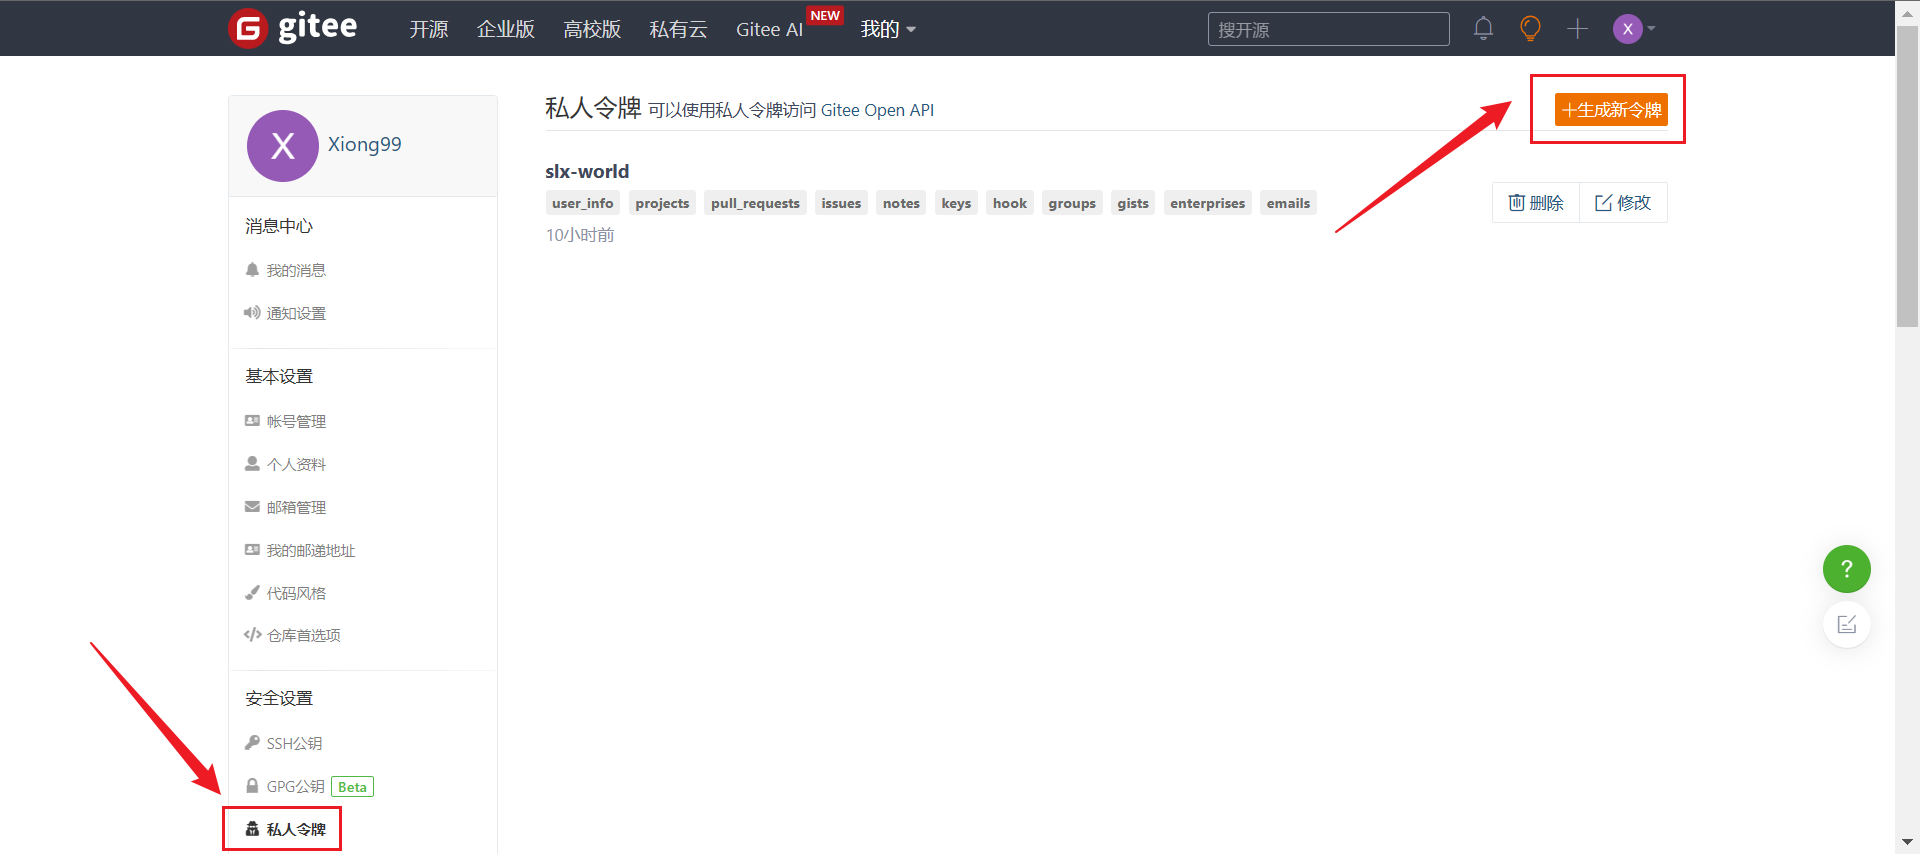 gitee 开源 企业版 高校版 私有云 Gitee AI NEW 我的 搜开源 X
X Xiong99
消息中心
我的消息
通知设置
基本设置
帐号管理
个人资料
邮箱管理
我的邮递地址
代码风格
仓库首选项
安全设置
SSH公钥
GPG公钥 Beta
私人令牌
私人令牌 可以使用私人令牌访问 Gitee Open API
生成新令牌
slx-world
user_info projects pull_requests issues notes keys hook groups gists enterprises emails
10小时前
删除 修改
?